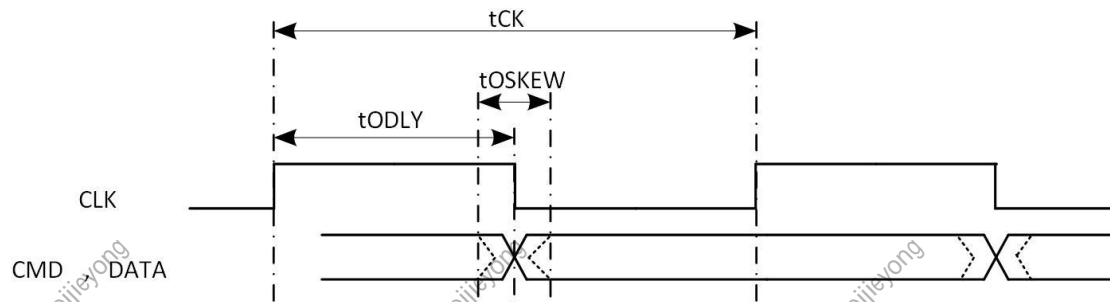 tCK
tOSKEW
tODLY
CLK
CMD , DATA